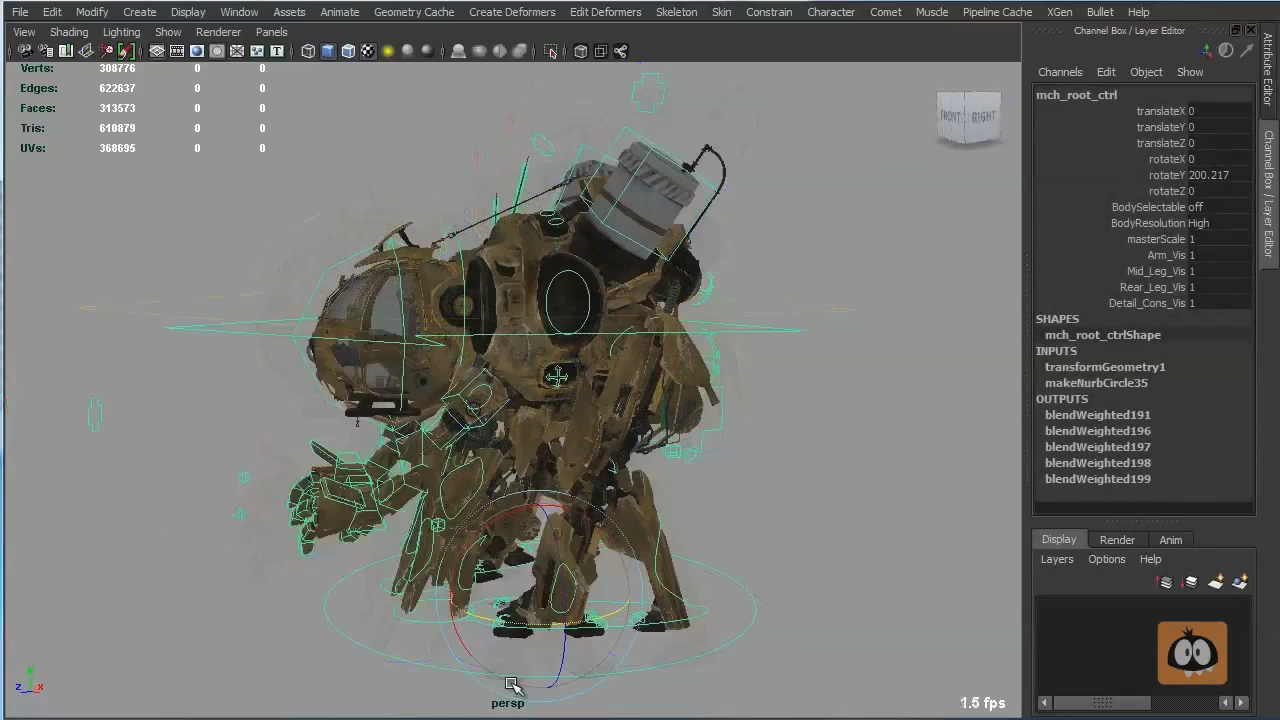 File Edit Modify Create Display Window Assets Animate Geometry Cache Create Deformers Edit Deformers Skeleton Skin Constrain Character Comet Muscle Pipeline Cache XGen Bullet Help
View Shading Lighting Show Renderer Panels
Channel Box / Layer Editor
Channels Edit Object Show
Verts: 308776 0 0
Edges: 622637 0 0
Faces: 313573 0 0
Tris: 610879 0 0
UVs: 368695 0 0
FRONT RIGHT
mch_root_ctrl
translateX 0
translateY 0
translateZ 0
rotateX 0
rotateY 200.217
rotateZ 0
BodySelectable off
BodyResolution High
masterScale 1
Arm_Vis 1
Mid_Leg_Vis 1
Rear_Leg_Vis 1
Detail_Cons_Vis 1
SHAPES
mch_root_ctrlShape
INPUTS
transformGeometry1
makeNurbCircle35
OUTPUTS
blendWeighted191
blendWeighted196
blendWeighted197
blendWeighted198
blendWeighted199
Display Render Anim
Layers Options Help
Attribute Editor
Channel Box / Layer Editor
y
z x
persp
1.5 fps